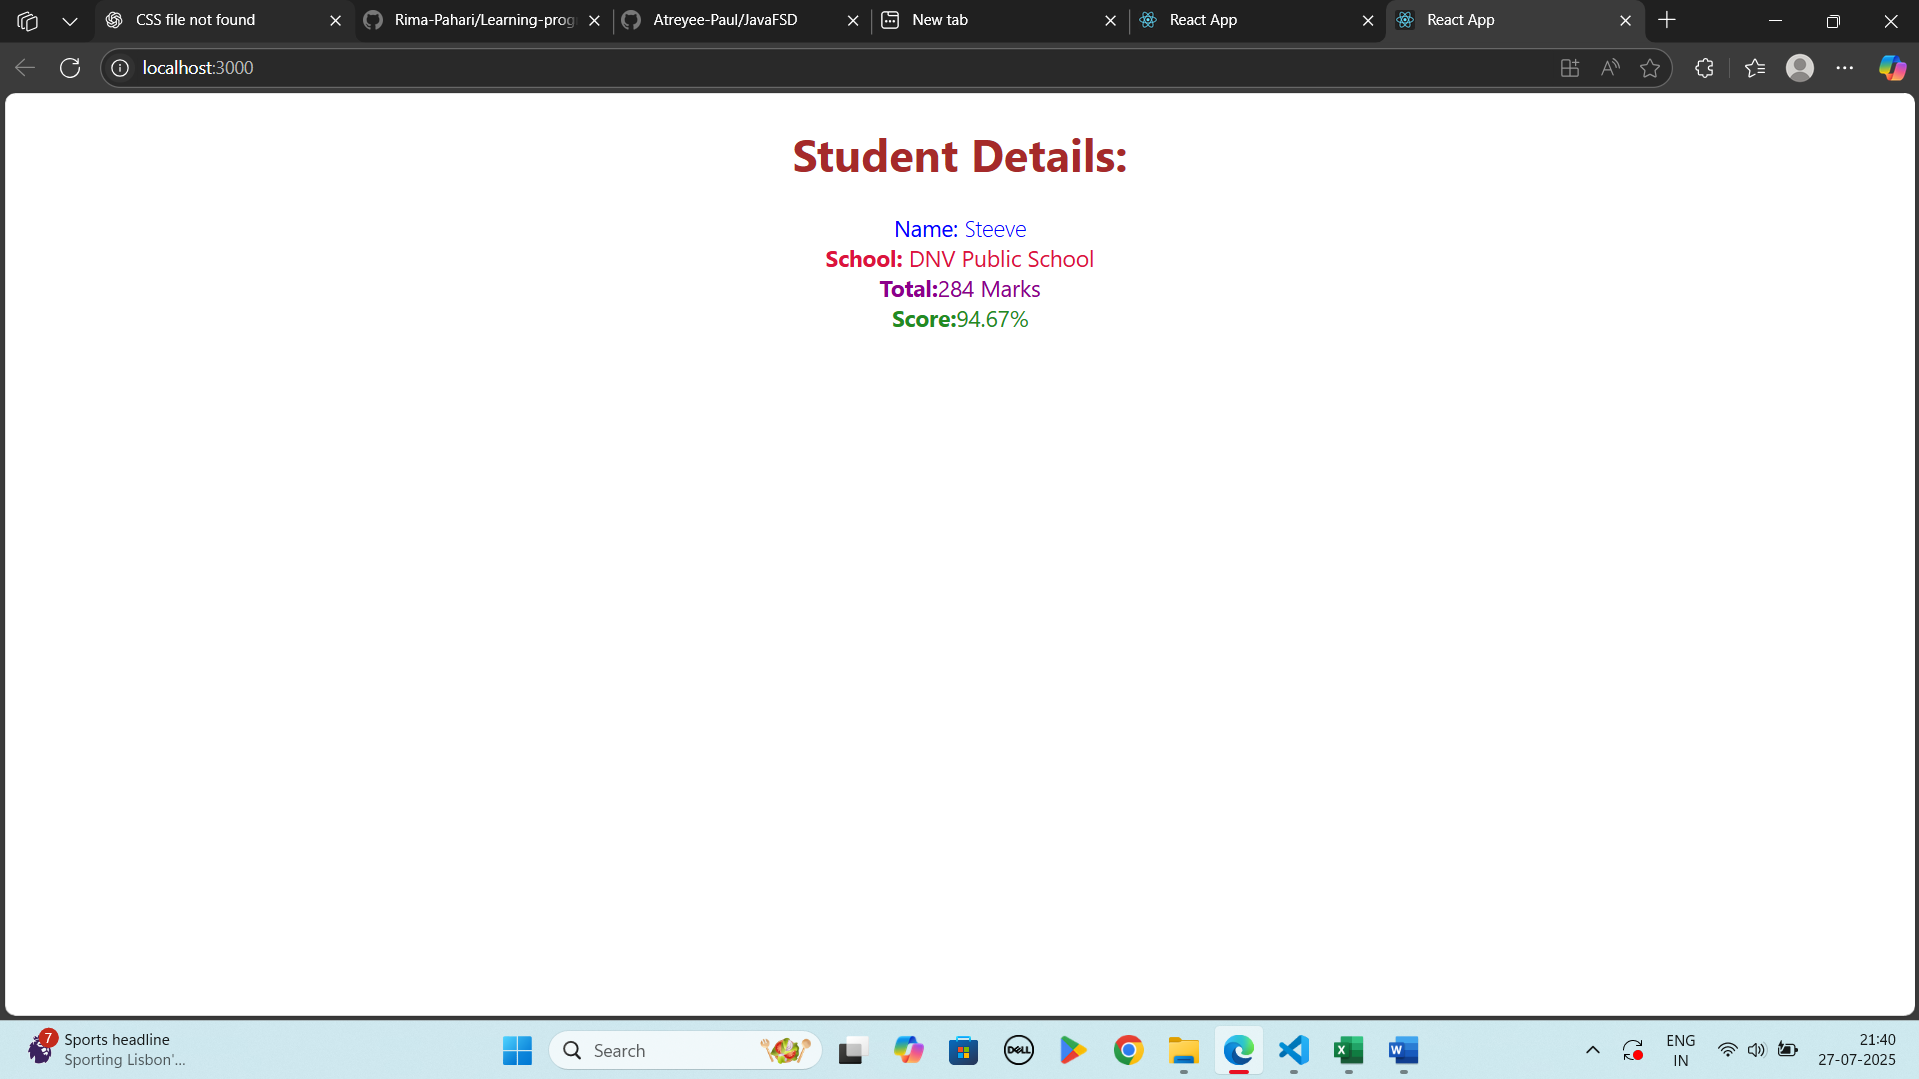 CSS file not found
Rima-Pahari/Learning-prog
Atreyee-Paul/JavaFSD
New tab
React App
React App
localhost:3000
Student Details:
Name: Steeve
School: DNV Public School
Total:284 Marks
Score:94.67%
7
Sports headline
Sporting Lisbon'...
Search
DELL
ENG
IN
21:40
27-07-2025